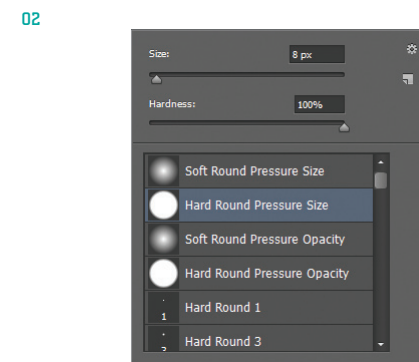 02
Size:
8 px
Hardness:
100%
Soft Round Pressure Size
Hard Round Pressure Size
Soft Round Pressure Opacity
Hard Round Pressure Opacity
1
Hard Round 1
Hard Round 3